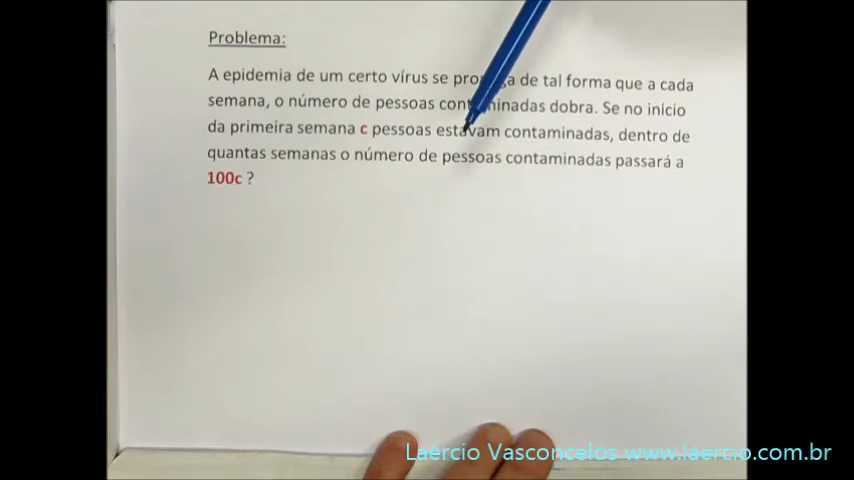 Problema:
A epidemia de um certo vírus se de tal forma que a cada
semana, o número de pessoas dobra. Se no início
da primeira semana c pessoas estavam contaminadas, dentro de
quantas semanas o número de pessoas contaminadas passará a
100c ?
Laércio Vasconcelos www.laercio.com.br